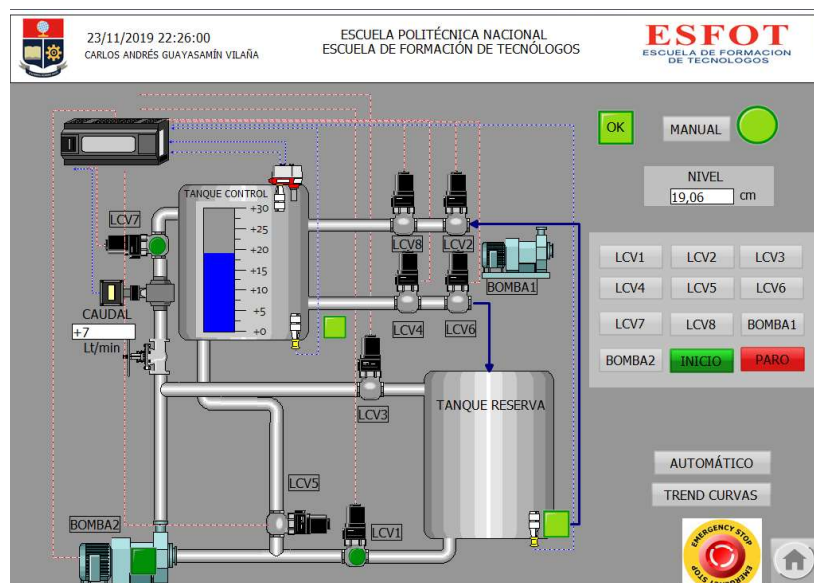 23/11/2019 22:26:00
CARLOS ANDRÉS GUAYASAMÍN VILAÑA
ESCUELA POLITÉCNICA NACIONAL
ESCUELA DE FORMACIÓN DE TECNÓLOGOS
ESFOT
ESCUELA DE FORMACION
DE TECNOLOGOS
OK
MANUAL
NIVEL
19,06 cm
TANQUE CONTROL
+30
+25
+20
+15
+10
+5
+0
LCV7
LCV8
LCV2
BOMBA1
CAUDAL
+7
Lt/min
LCV4
LCV6
LCV3
TANQUE RESERVA
LCV5
LCV1
BOMBA2
LCV1 LCV2 LCV3
LCV4 LCV5 LCV6
LCV7 LCV8 BOMBA1
BOMBA2 INICIO PARO
AUTOMÁTICO
TREND CURVAS
EMERGENCY STOP
EMERGENCY STOP